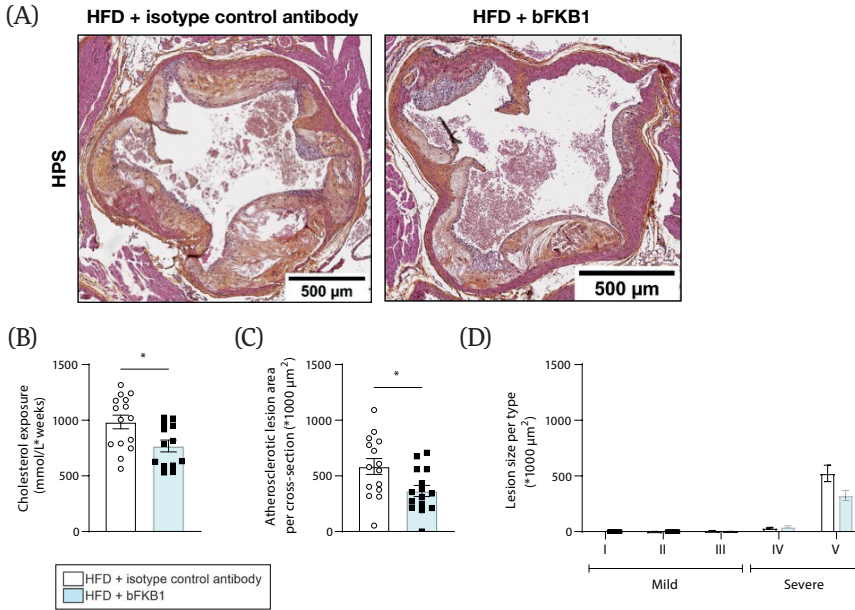 (A)
HFD + isotype control antibody
HFD + bFKB1
HPS
500 µm
500 µm
(B)
Cholesterol exposure
(mmol/L*weeks)
1500
1000
500
0
*
(C)
Atherosclerotic lesion area
per cross-section (*1000 µm²)
1500
1000
500
0
*
(D)
Lesion size per type
(*1000 µm²)
1500
1000
500
0
I
II
III
IV
V
Mild
Severe
HFD + isotype control antibody
HFD + bFKB1